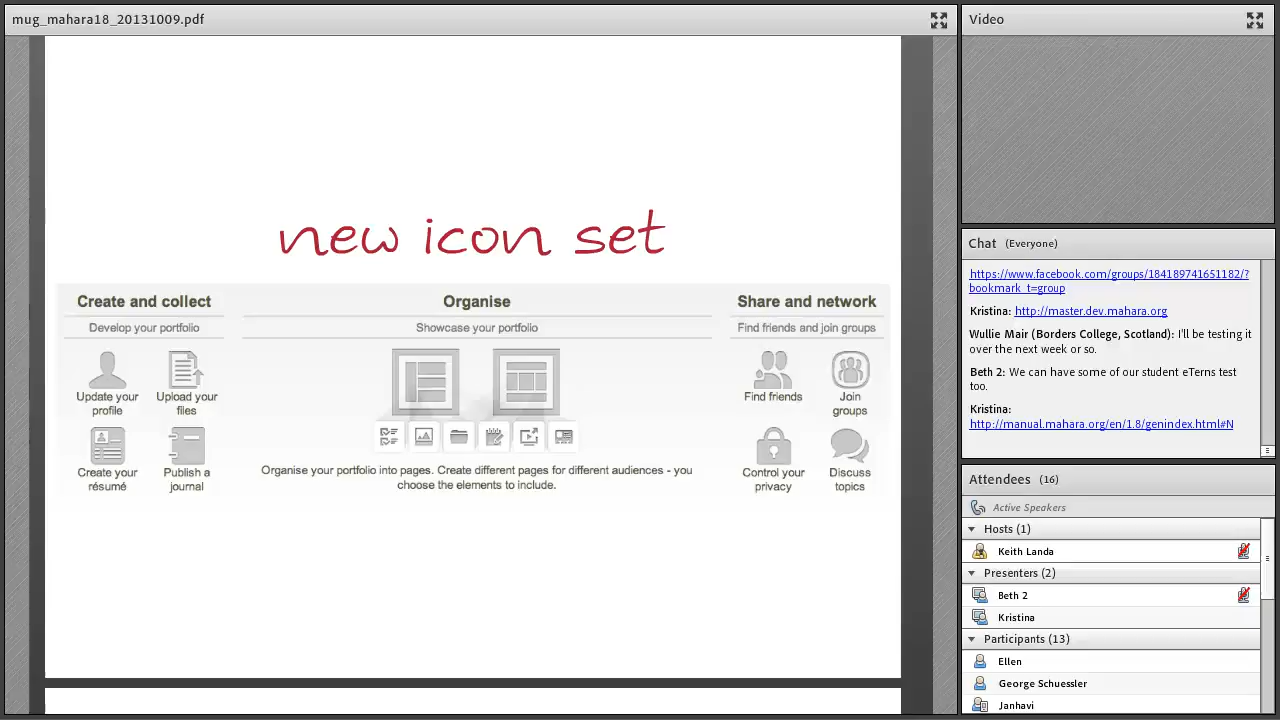 mug_mahara18_20131009.pdf
new icon set
Create and collect
Develop your portfolio
Update your
profile
Upload your
files
Create your
résumé
Publish a
journal
Organise
Showcase your portfolio
Organise your portfolio into pages. Create different pages for different audiences - you
choose the elements to include.
Share and network
Find friends and join groups
Find friends
Join
groups
Control your
privacy
Discuss
topics
Video
Chat (Everyone)
https://www.facebook.com/groups/184189741651182/?
bookmark_t=group
Kristina: http://master.dev.mahara.org
Wullie Mair (Borders College, Scotland): I'll be testing it
over the next week or so.
Beth 2: We can have some of our student eTerns test
too.
Kristina:
http://manual.mahara.org/en/1.8/genindex.html#N
Attendees (16)
Active Speakers
Hosts (1)
Keith Landa
Presenters (2)
Beth 2
Kristina
Participants (13)
Ellen
George Schuessler
Janhavi